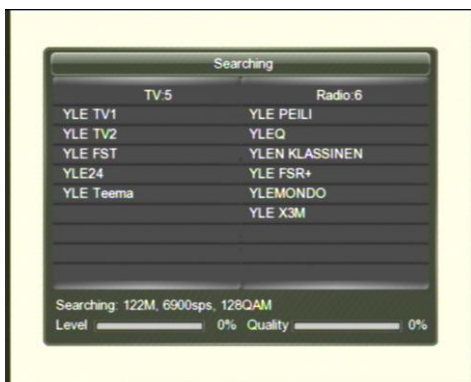 Searching
TV:5 Radio:6
YLE TV1 YLE PEILI
YLE TV2 YLEQ
YLE FST YLEN KLASSINEN
YLE24 YLE FSR+
YLE Teema YLEMONDO
YLE X3M
Searching: 122M, 6900sps, 128QAM
Level 0% Quality 0%